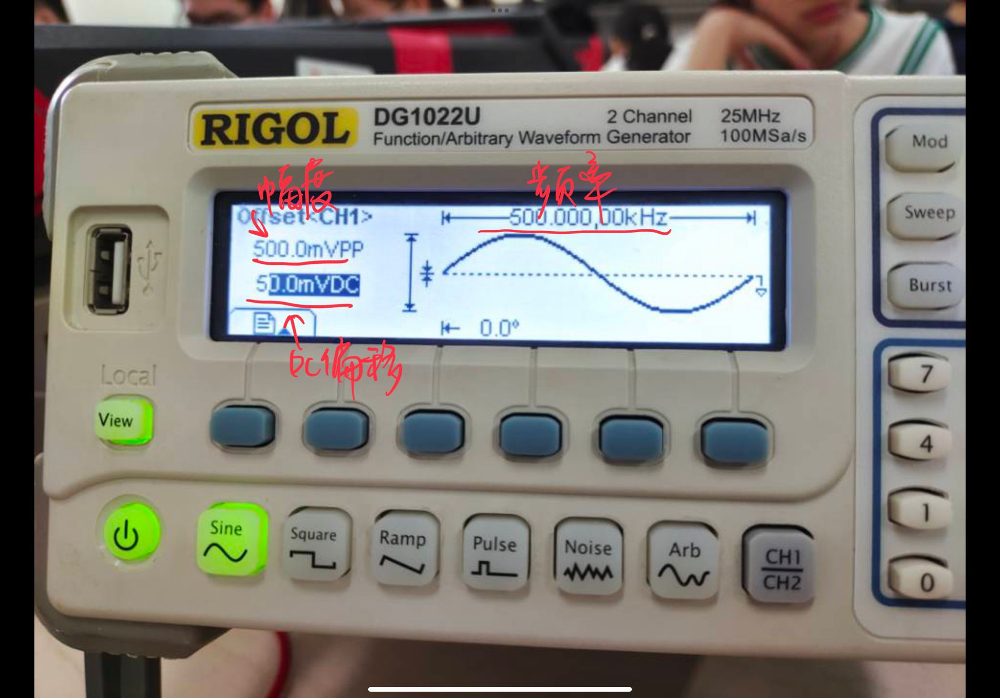 RIGOL
DG1022U
2 Channel
25MHz
Function/Arbitrary Waveform Generator
100MSa/s
Mod
Sweep
Burst
幅度
频率
Offset<CH1>
500.000,00kHz
500.0mVPP
50.0mVDC
0.0°
DC偏移
Local
View
7
4
1
0
Sine
Square
Ramp
Pulse
Noise
Arb
CH1
CH2